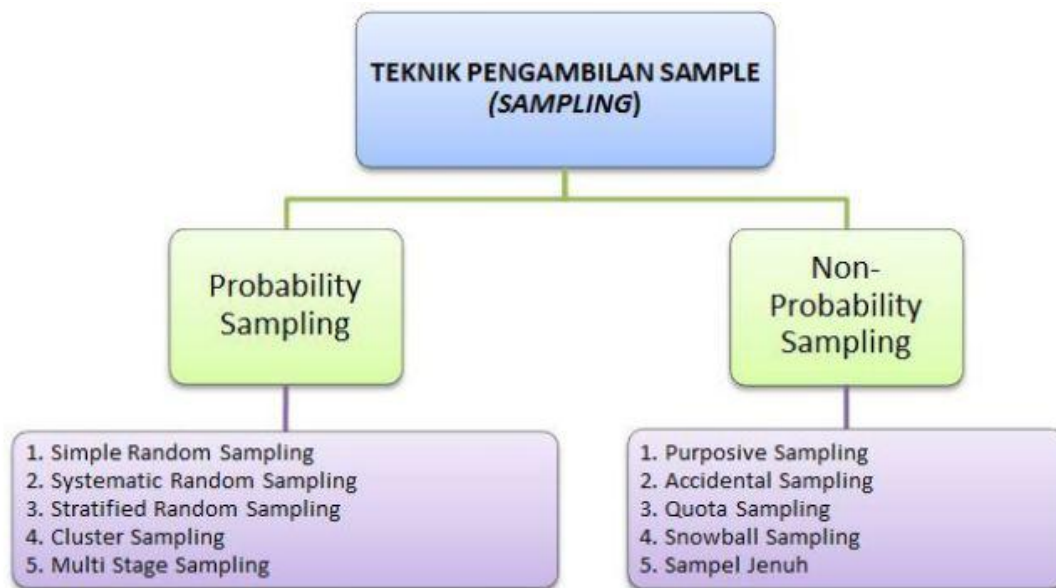 TEKNIK PENGAMBILAN SAMPLE
(SAMPLING)
Probability
Sampling
Non-
Probability
Sampling
1. Simple Random Sampling
2. Systematic Random Sampling
3. Stratified Random Sampling
4. Cluster Sampling
5. Multi Stage Sampling
1. Purposive Sampling
2. Accidental Sampling
3. Quota Sampling
4. Snowball Sampling
5. Sampel Jenuh